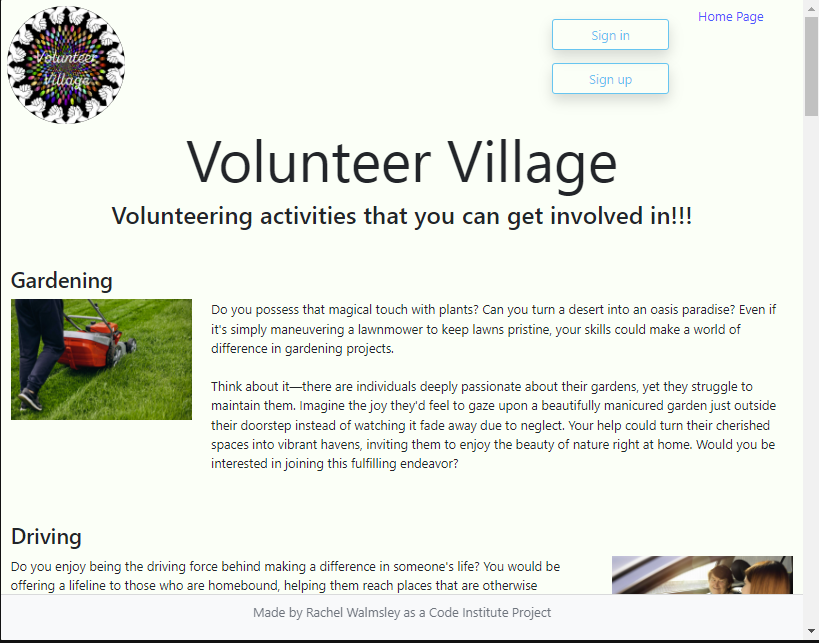 Volunteer
Village
Sign in
Sign up
Home Page
Volunteer Village
Volunteering activities that you can get involved in!!!
Gardening
Do you possess that magical touch with plants? Can you turn a desert into an oasis paradise? Even if
it's simply maneuvering a lawnmower to keep lawns pristine, your skills could make a world of
difference in gardening projects.
Think about it—there are individuals deeply passionate about their gardens, yet they struggle to
maintain them. Imagine the joy they'd feel to gaze upon a beautifully manicured garden just outside
their doorstep instead of watching it fade away due to neglect. Your help could turn their cherished
spaces into vibrant havens, inviting them to enjoy the beauty of nature right at home. Would you be
interested in joining this fulfilling endeavor?
Driving
Do you enjoy being the driving force behind making a difference in someone's life? You would be
offering a lifeline to those who are homebound, helping them reach places that are otherwise
Made by Rachel Walmsley as a Code Institute Project